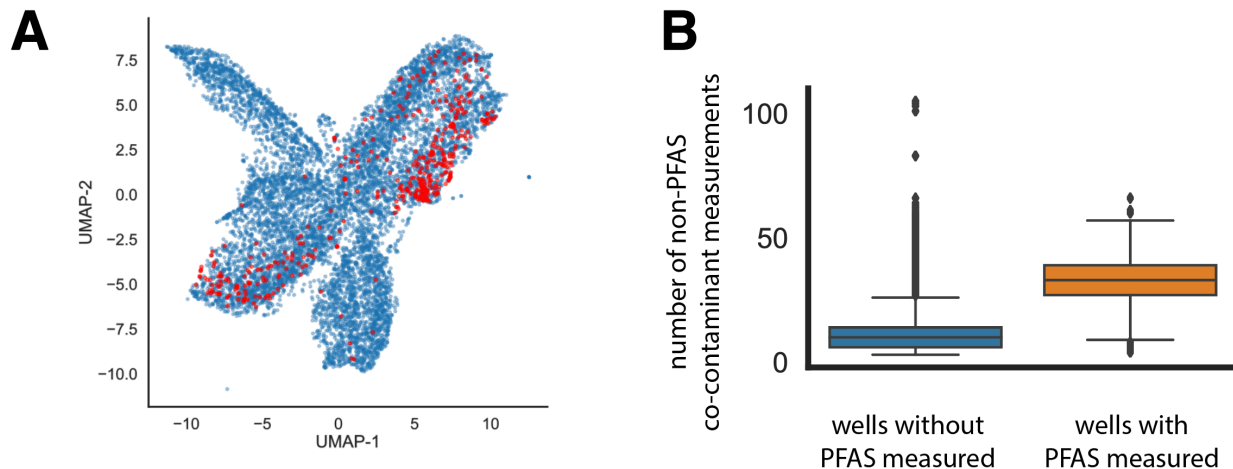 A
7.5
5.0
2.5
0.0
−2.5
−5.0
−7.5
−10.0
UMAP-2
−10
−5
0
5
10
UMAP-1
B
number of non-PFAS
co-contaminant measurements
100
50
0
wells without
PFAS measured
wells with
PFAS measured